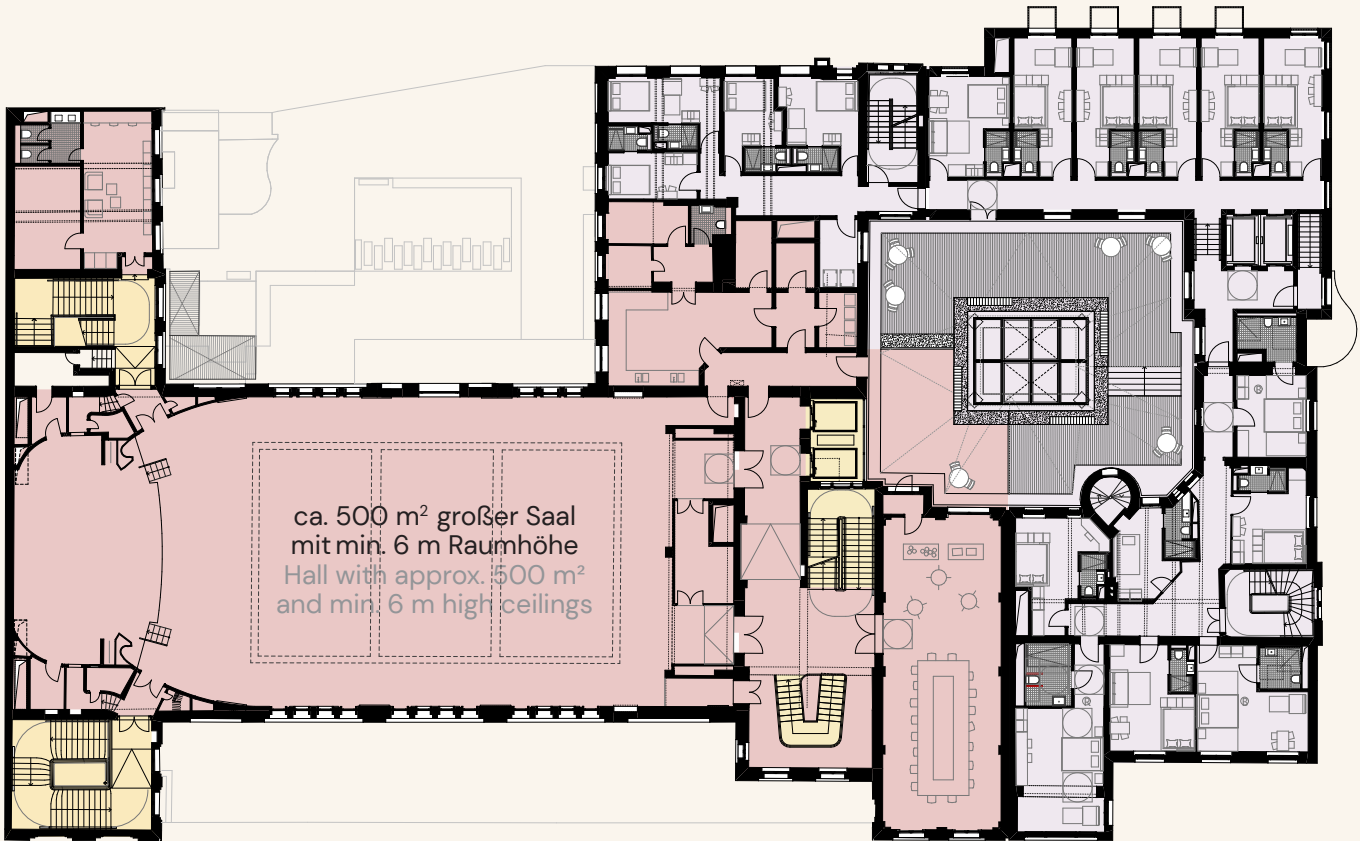 ca. 500 m² großer Saal
mit min. 6 m Raumhöhe
Hall with approx. 500 m²
and min. 6 m high ceilings